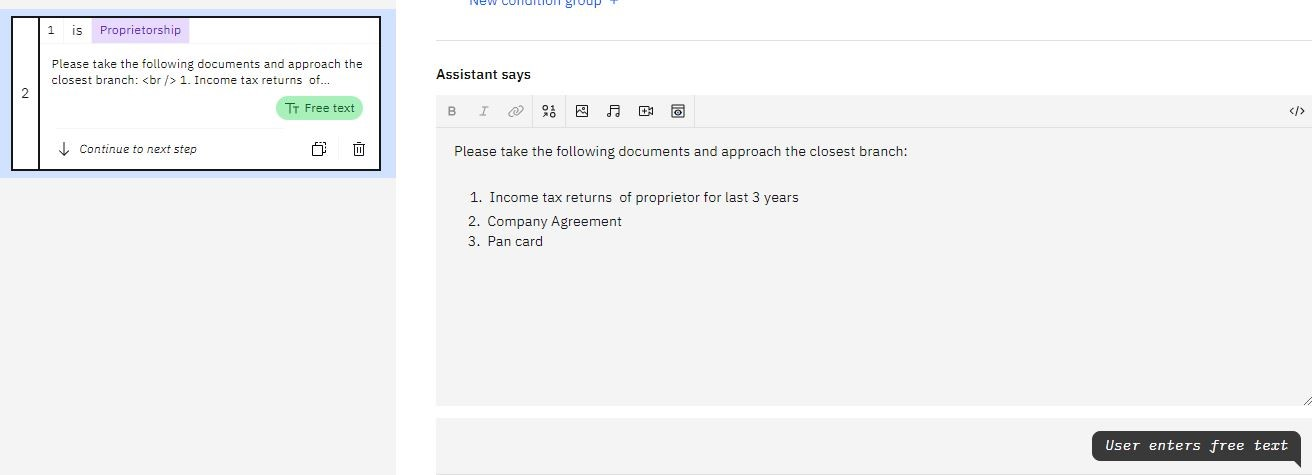 New condition group +
1 is Proprietorship
Please take the following documents and approach the
closest branch: <br /> 1. Income tax returns  of...
2
Free text
Continue to next step
Assistant says
B I </>
Please take the following documents and approach the closest branch:
1. Income tax returns  of proprietor for last 3 years
2. Company Agreement
3. Pan card
User enters free text